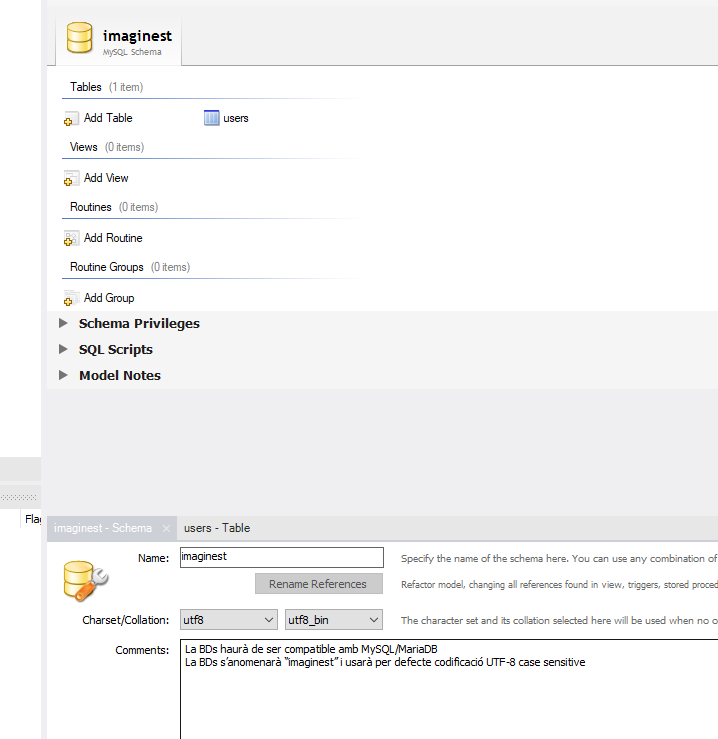 imaginest
MySQL Schema
Tables (1 item)
Add Table users
Views (0 items)
Add View
Routines (0 items)
Add Routine
Routine Groups (0 items)
Add Group
Schema Privileges
SQL Scripts
Model Notes
Flag
imaginest - Schema × users - Table
Name: imaginest Specify the name of the schema here. You can use any combination of
Rename References Refactor model, changing all references found in view, triggers, stored proced
Charset/Collation: utf8 utf8_bin The character set and its collation selected here will be used when no o
Comments: La BDs haurà de ser compatible amb MySQL/MariaDB
La BDs s’anomenarà “imaginest” i usarà per defecte codificació UTF-8 case sensitive